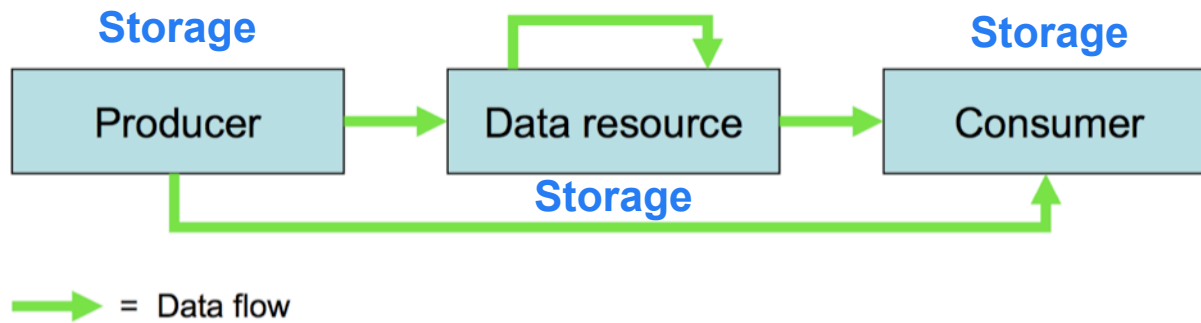 Storage
Storage
Producer
Data resource
Consumer
Storage
= Data flow